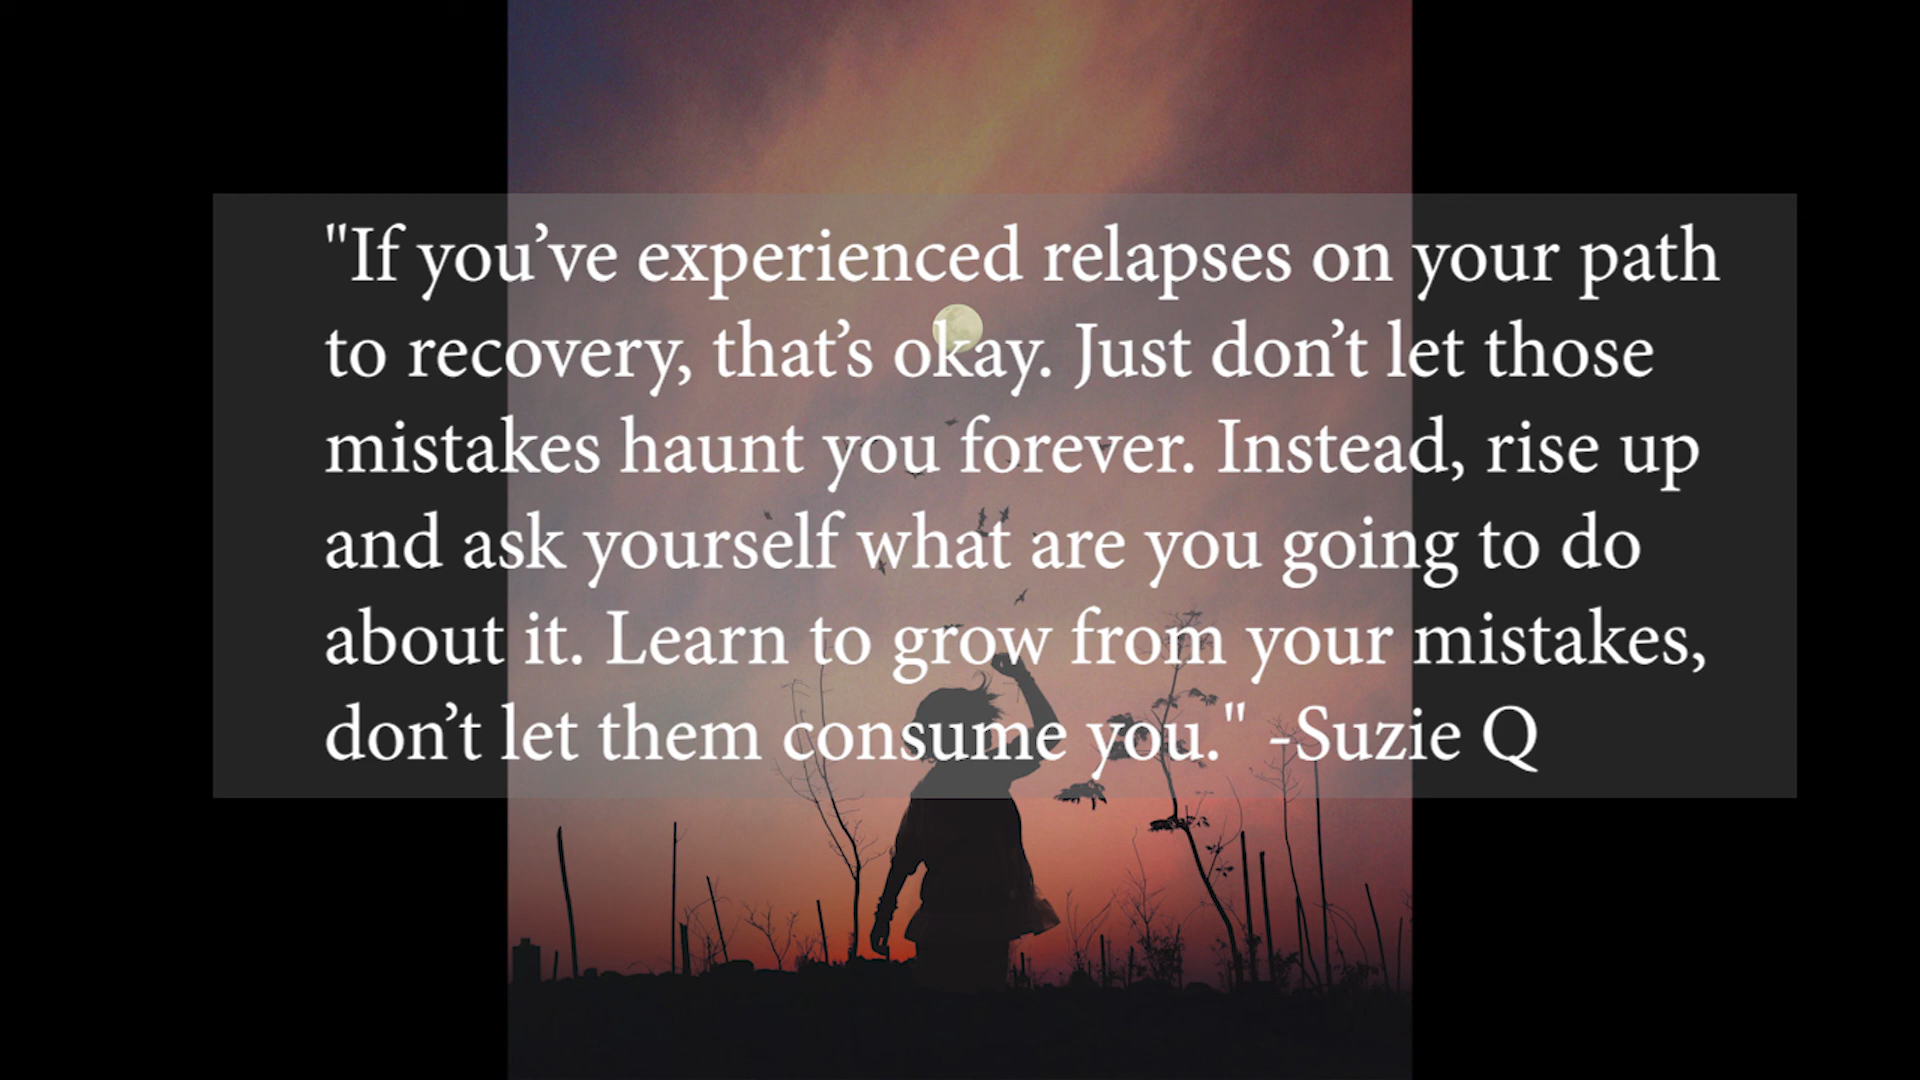 "If you’ve experienced relapses on your path
to recovery, that’s okay. Just don’t let those
mistakes haunt you forever. Instead, rise up
and ask yourself what are you going to do
about it. Learn to grow from your mistakes,
don’t let them consume you." -Suzie Q